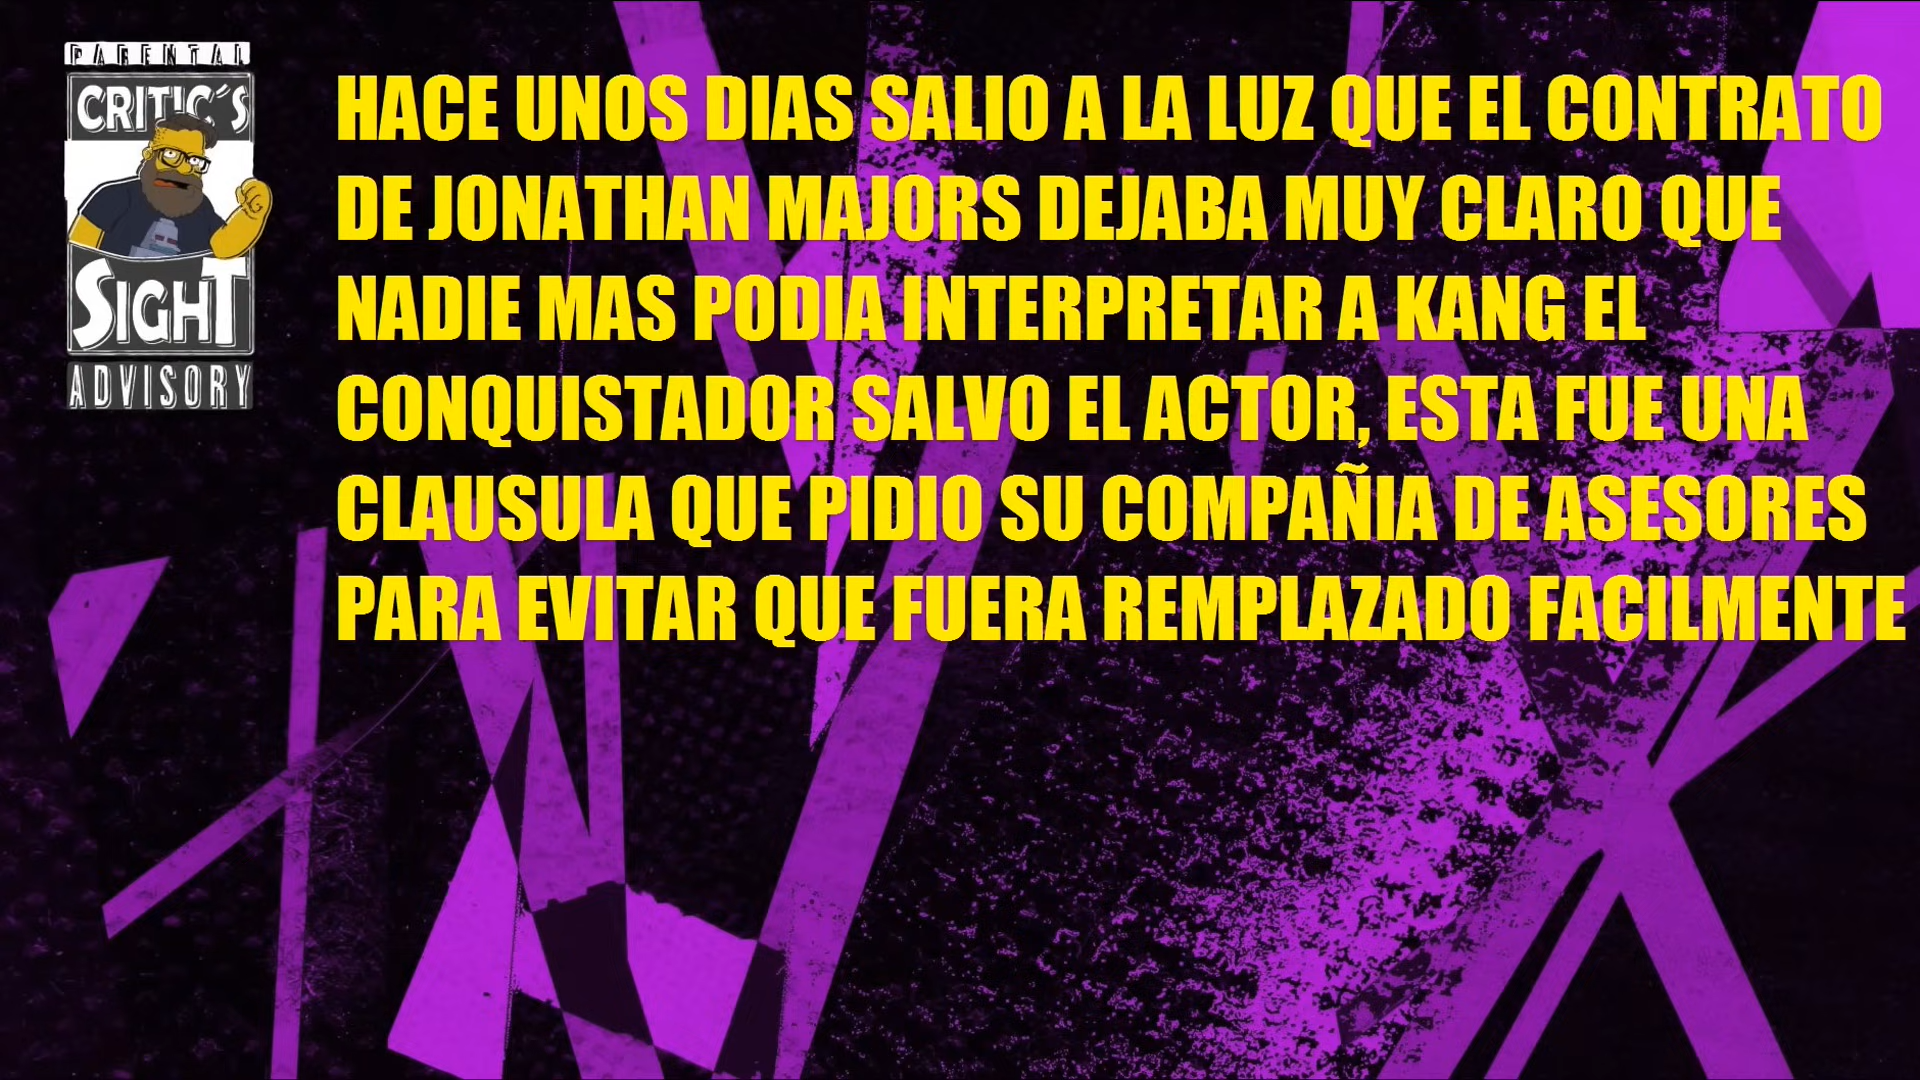 PARENTAL
CRITIC´S
SIGHT
ADVISORY
HACE UNOS DIAS SALIO A LA LUZ QUE EL CONTRATO
DE JONATHAN MAJORS DEJABA MUY CLARO QUE
NADIE MAS PODIA INTERPRETAR A KANG EL
CONQUISTADOR SALVO EL ACTOR, ESTA FUE UNA
CLAUSULA QUE PIDIO SU COMPAÑIA DE ASESORES
PARA EVITAR QUE FUERA REMPLAZADO FACILMENTE